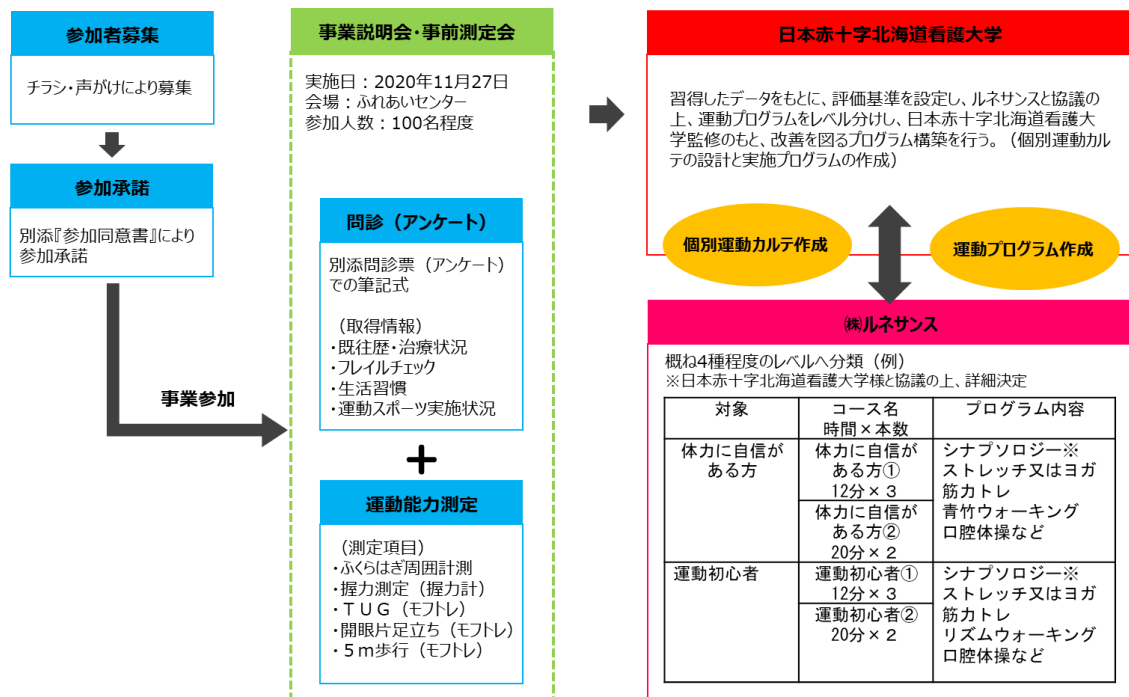 参加者募集
チラシ・声がけにより募集
参加承諾
別添『参加同意書』により
参加承諾
事業参加
事業説明会・事前測定会
実施日：2020年11月27日
会場：ふれあいセンター
参加人数：100名程度
問診（アンケート）
別添問診票（アンケート）
での筆記式
（取得情報）
・既往歴・治療状況
・フレイルチェック
・生活習慣
・運動スポーツ実施状況
＋
運動能力測定
（測定項目）
・ふくらはぎ周囲計測
・握力測定（握力計）
・ＴＵＧ（モフトレ）
・開眼片足立ち（モフトレ）
・５ｍ歩行（モフトレ）
日本赤十字北海道看護大学
習得したデータをもとに、評価基準を設定し、ルネサンスと協議の
上、運動プログラムをレベル分けし、日本赤十字北海道看護大
学監修のもと、改善を図るプログラム構築を行う。（個別運動カル
テの設計と実施プログラムの作成）
個別運動カルテ作成
運動プログラム作成
㈱ルネサンス
概ね4種程度のレベルへ分類（例）
※日本赤十字北海道看護大学様と協議の上、詳細決定
対象
コース名
時間×本数
プログラム内容
体力に自信が
ある方
体力に自信が
ある方①
12分×３
体力に自信が
ある方②
20分×２
シナプソロジー※
ストレッチ又はヨガ
筋力トレ
青竹ウォーキング
口腔体操など
運動初心者
運動初心者①
12分×３
運動初心者②
20分×２
シナプソロジー※
ストレッチ又はヨガ
筋力トレ
リズムウォーキング
口腔体操など